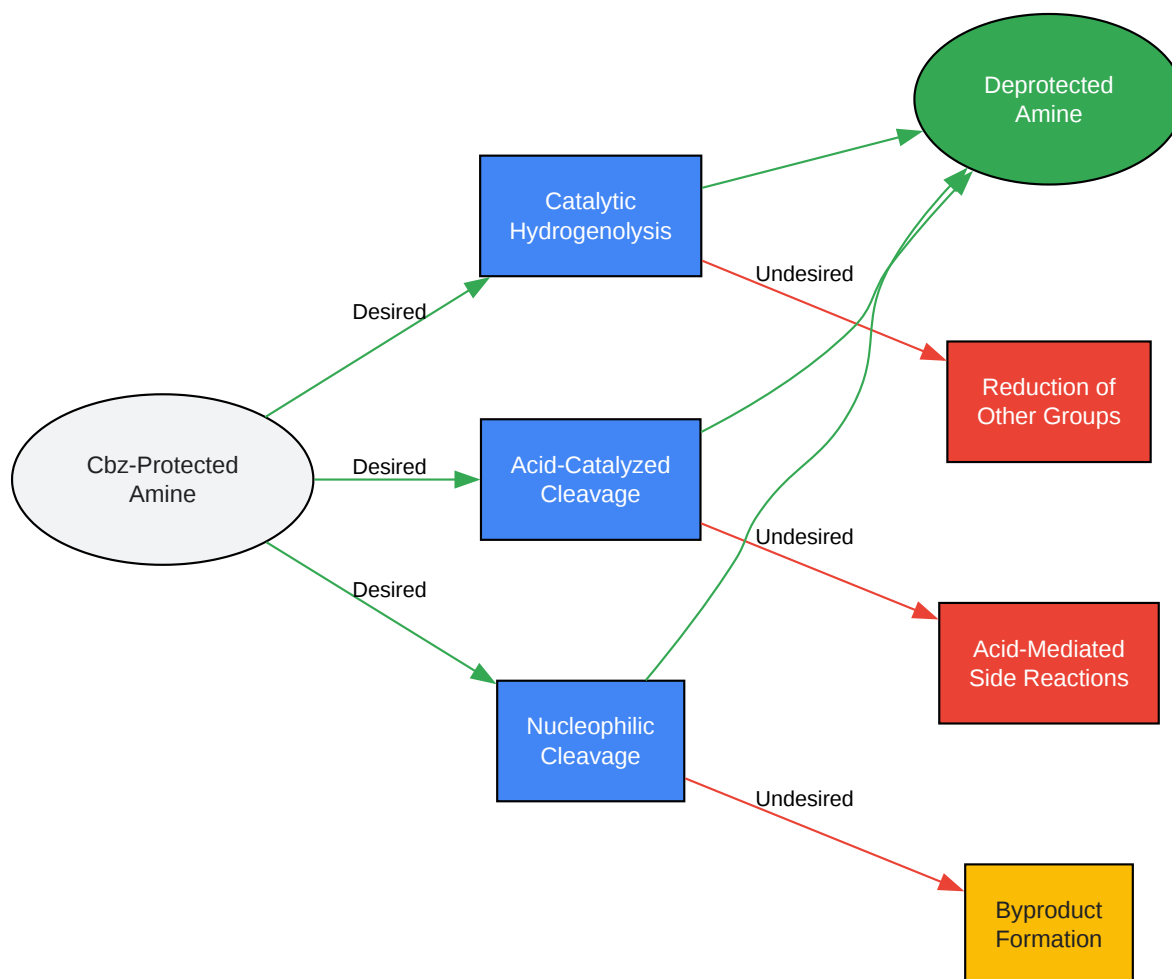 Deprotected
Amine
Catalytic
Hydrogenolysis
Undesired
Desired
Reduction of
Other Groups
Cbz-Protected
Amine
Desired
Acid-Catalyzed
Cleavage
Undesired
Desired
Acid-Mediated
Side Reactions
Nucleophilic
Cleavage
Undesired
Byproduct
Formation